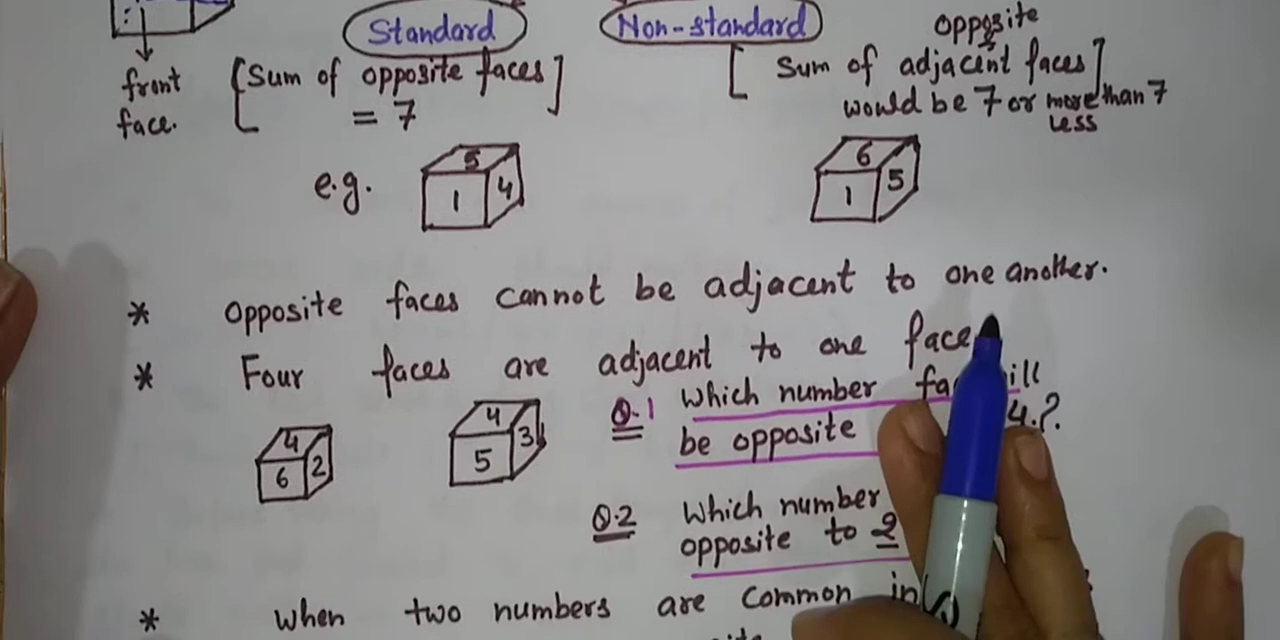 Standard
Non-standard
opposite
front
face.
[Sum of opposite faces]
= 7
[Sum of adjacent faces]
would be 7 or more than 7
less
e.g.
5
1
4
6
1
5
* opposite faces cannot be adjacent to one another.
* Four faces are adjacent to one face
4
6
2
4
5
3
Q.1 Which number
be opposite 4.?
Q.2 Which number
opposite to 2
* When two numbers are common in